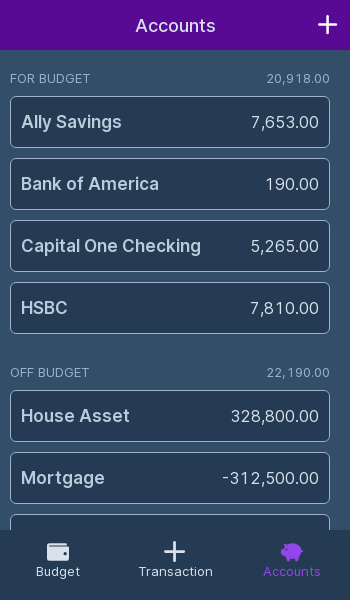 Accounts
FOR BUDGET 20,918.00
Ally Savings 7,653.00
Bank of America 190.00
Capital One Checking 5,265.00
HSBC 7,810.00
OFF BUDGET 22,190.00
House Asset 328,800.00
Mortgage -312,500.00
Budget Transaction Accounts